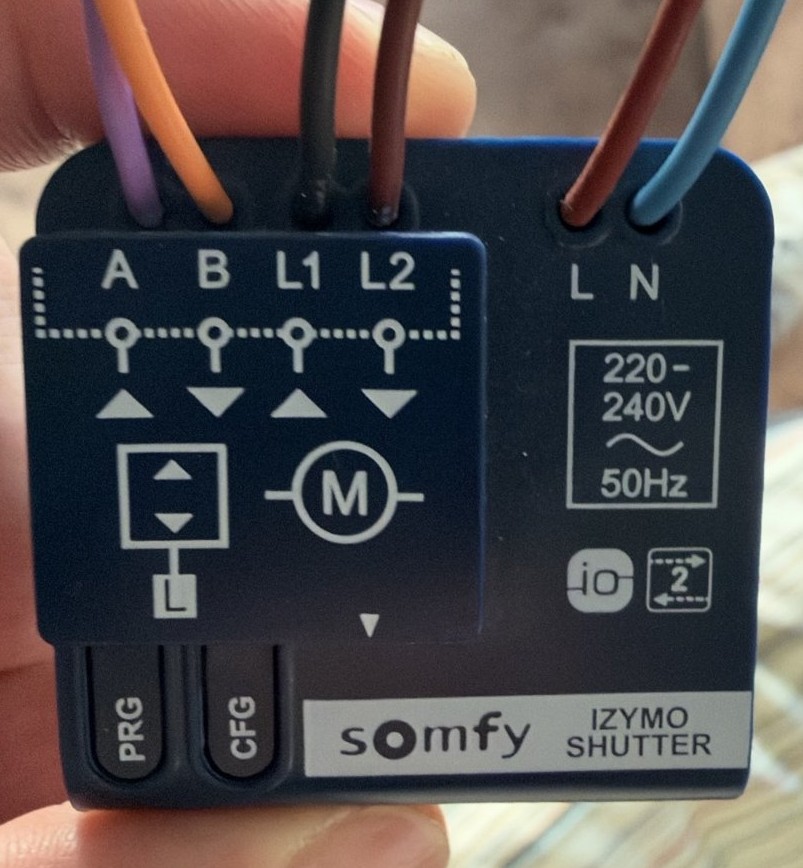 A B L1 L2
L N
220-
240V
50Hz
L
io 2
PRG
CFG
somfy
IZYMO
SHUTTER
M